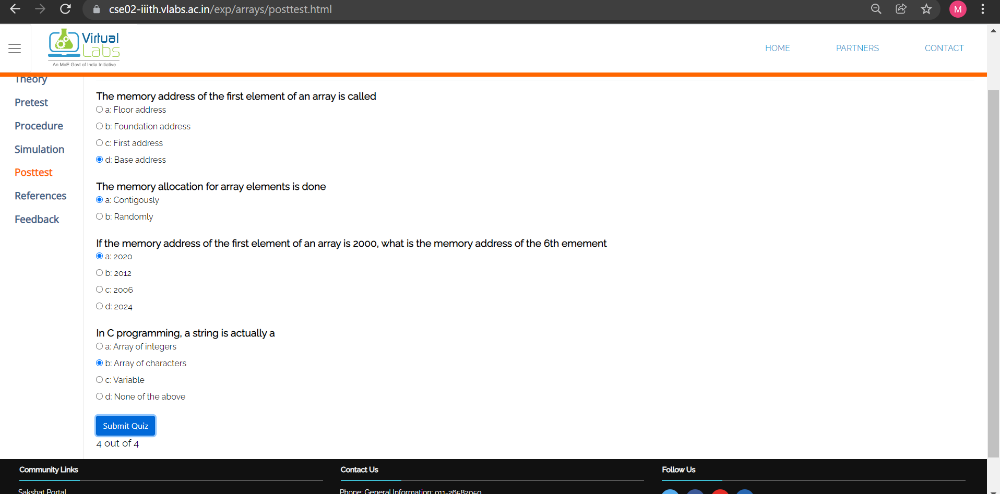 cse02-iiith.vlabs.ac.in/exp/arrays/posttest.html
M
Virtual
Labs
An MoE Govt of India Initiative
HOME
PARTNERS
CONTACT
Theory
Pretest
Procedure
Simulation
Posttest
References
Feedback
The memory address of the first element of an array is called
a: Floor address
b: Foundation address
c: First address
d: Base address
The memory allocation for array elements is done
a: Contigously
b: Randomly
If the memory address of the first element of an array is 2000, what is the memory address of the 6th emement
a: 2020
b: 2012
c: 2006
d: 2024
In C programming, a string is actually a
a: Array of integers
b: Array of characters
c: Variable
d: None of the above
Submit Quiz
4 out of 4
Community Links
Contact Us
Follow Us
Sakshat Portal
Phone: General Information: 011-26582050